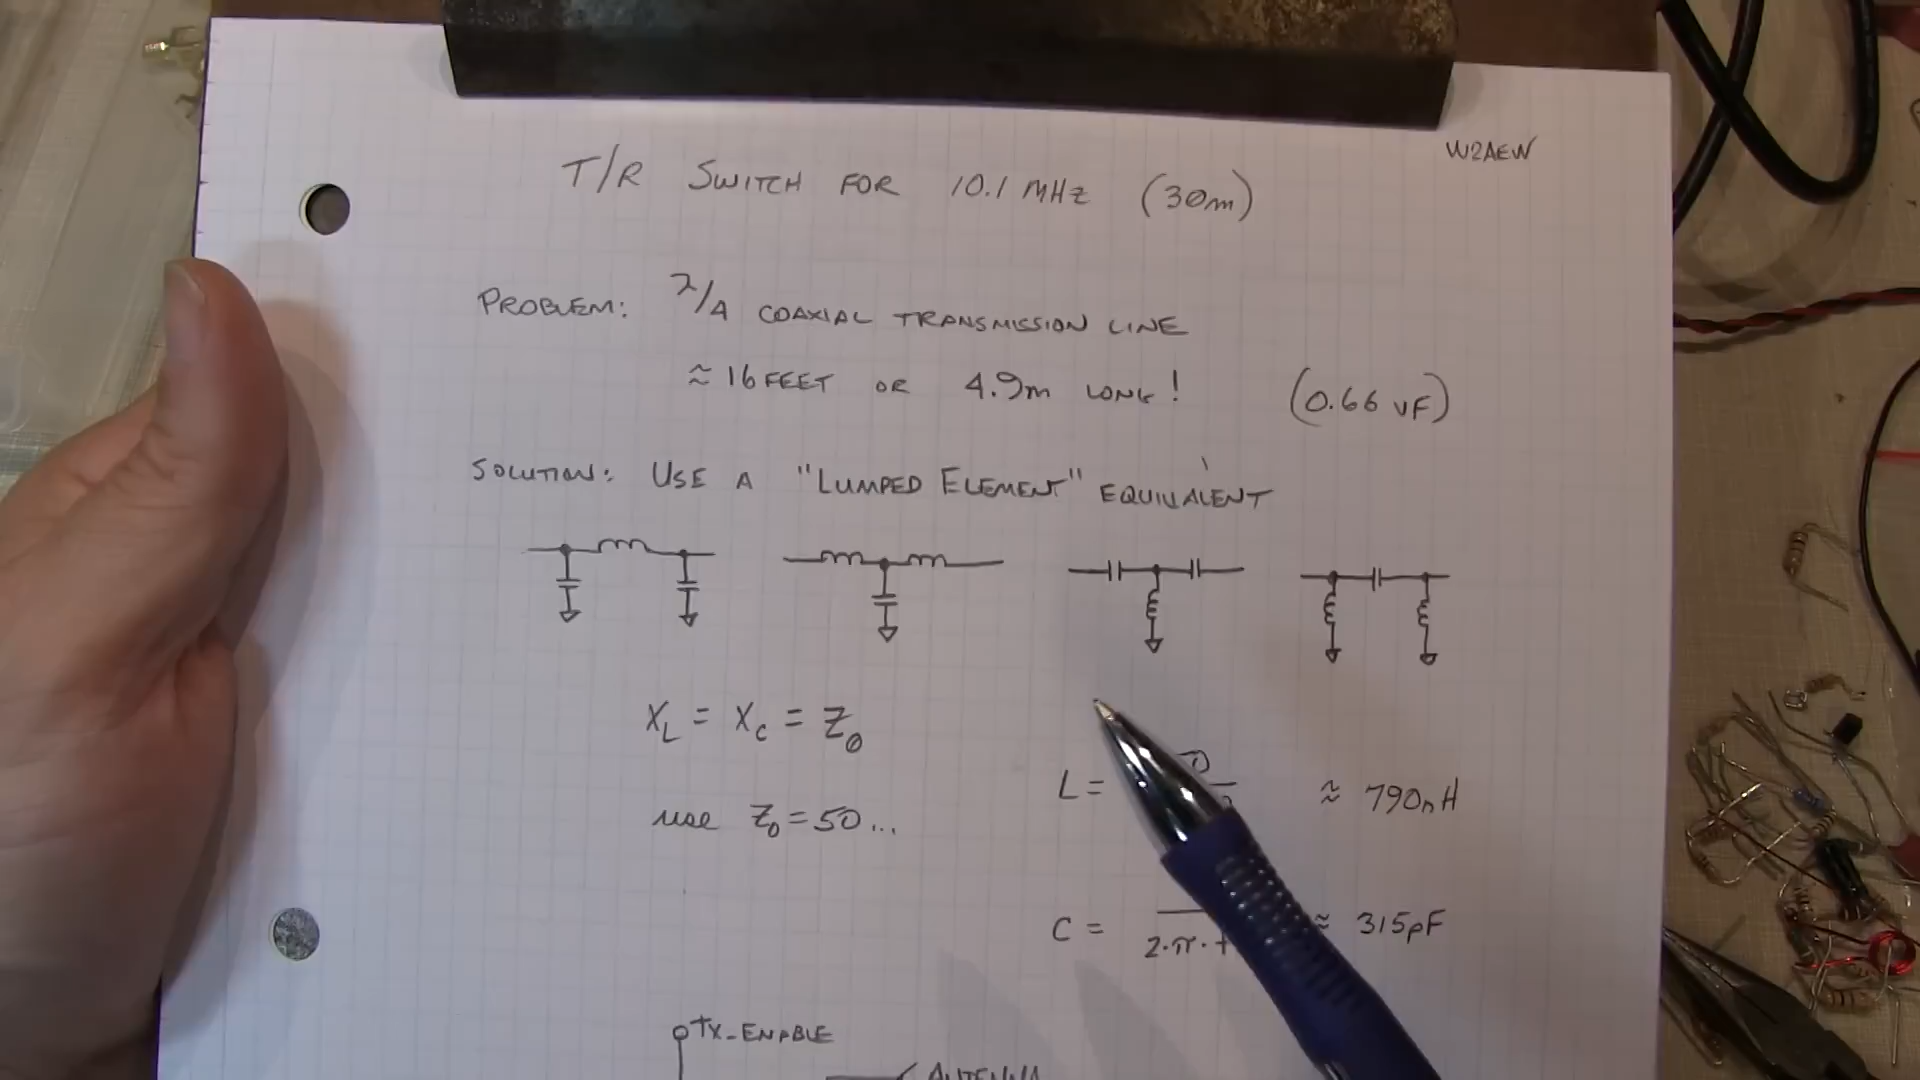 W2AEW
T/R SWITCH FOR 10.1 MHz (30m)
PROBLEM: λ/4 COAXIAL TRANSMISSION LINE
≈ 16 FEET OR 4.9m LONG! (0.66 VF)
SOLUTION: USE A "LUMPED ELEMENT" EQUIVALENT
XL = XC = Z0
L = ≈ 790nH
use Z0 = 50...
C = 2·π· ≈ 315pF
TX_ENABLE
ANTENNA